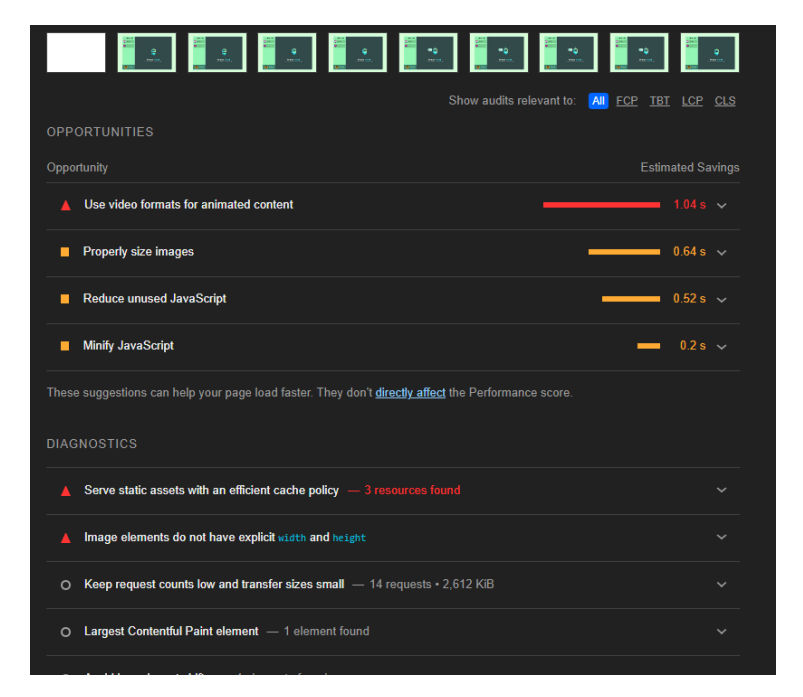 Show audits relevant to: All FCP TBT LCP CLS
OPPORTUNITIES
Opportunity Estimated Savings
Use video formats for animated content 1.04 s
Properly size images 0.64 s
Reduce unused JavaScript 0.52 s
Minify JavaScript 0.2 s
These suggestions can help your page load faster. They don't directly affect the Performance score.
DIAGNOSTICS
Serve static assets with an efficient cache policy — 3 resources found
Image elements do not have explicit width and height
Keep request counts low and transfer sizes small — 14 requests • 2,612 KiB
Largest Contentful Paint element — 1 element found